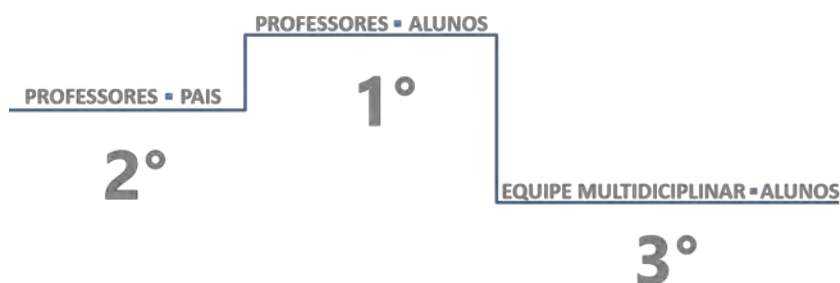 PROFESSORES ▪ ALUNOS
1°
PROFESSORES ▪ PAIS
2°
EQUIPE MULTIDICIPLINAR ▪ ALUNOS
3°